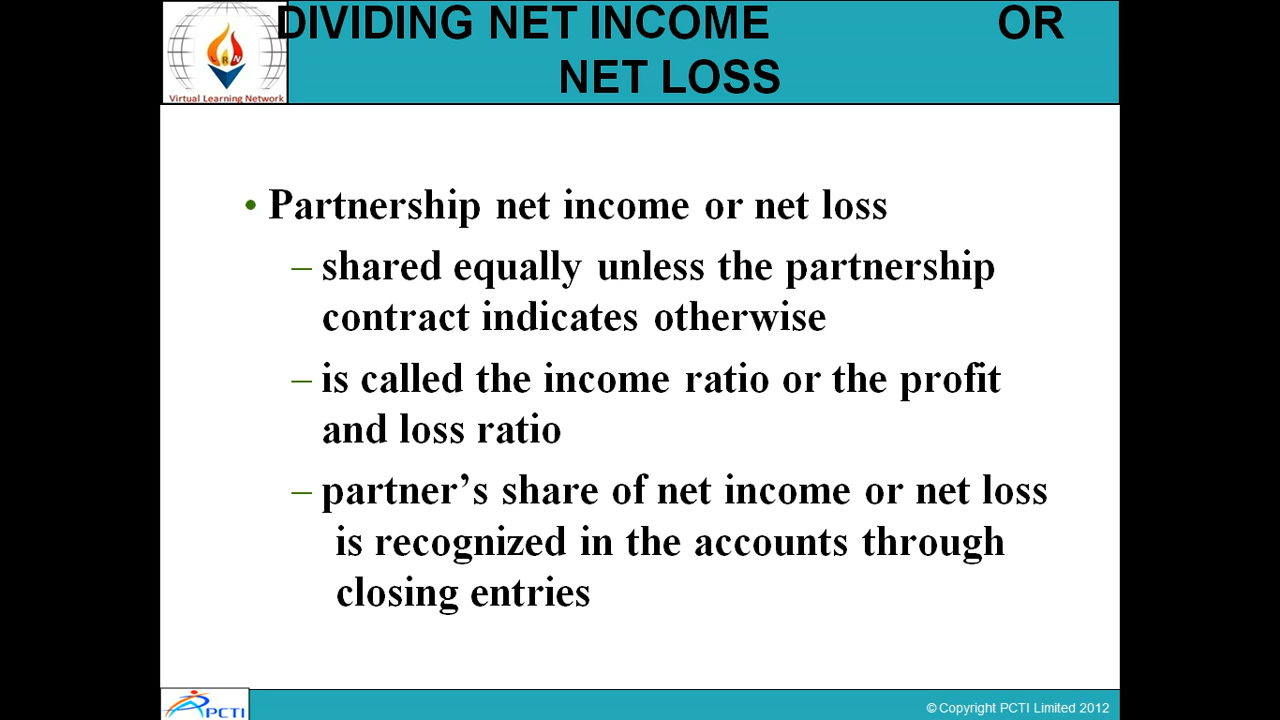 DIVIDING NET INCOME OR
NET LOSS
LRN
Virtual Learning Network
• Partnership net income or net loss
– shared equally unless the partnership
contract indicates otherwise
– is called the income ratio or the profit
and loss ratio
– partner’s share of net income or net loss
is recognized in the accounts through
closing entries
PCTI
© Copyright PCTI Limited 2012